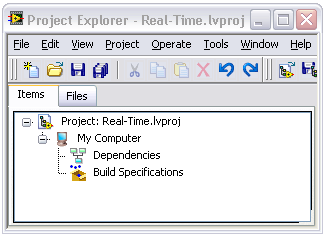 Project Explorer - Real-Time.lvproj
File Edit View Project Operate Tools Window Help
Items Files
Project: Real-Time.lvproj
My Computer
Dependencies
Build Specifications